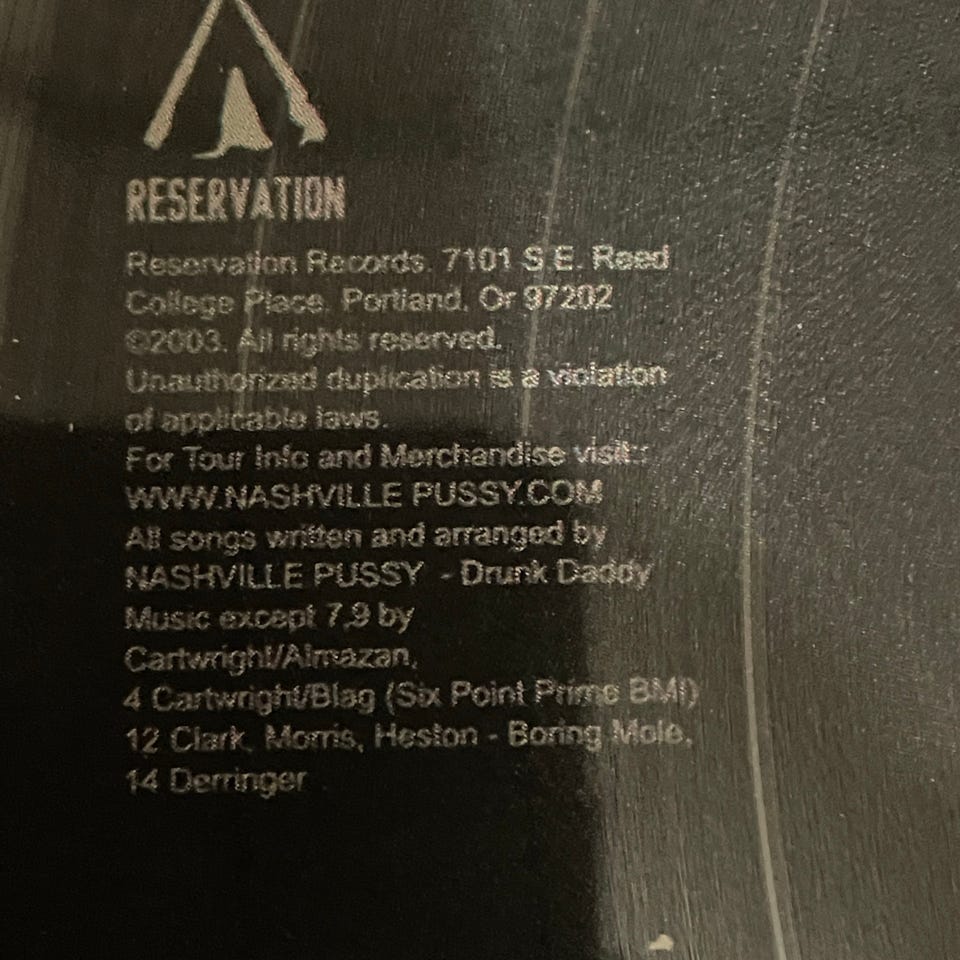 RESERVATION
Reservation Records. 7101 S.E. Reed
College Place. Portland, Or 97202
©2003. All rights reserved.
Unauthorized duplication is a violation
of applicable laws.
For Tour Info and Merchandise visit::
WWW.NASHVILLE PUSSY.COM
All songs written and arranged by
NASHVILLE PUSSY - Drunk Daddy
Music except 7,9 by
Cartwright/Almazan,
4 Cartwright/Blag (Six Point Prime BMI)
12 Clark, Morris, Heston - Boring Mole,
14 Derringer